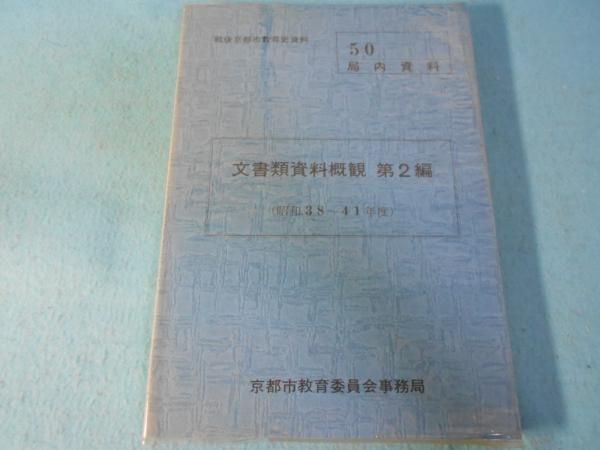 戦後京都市教育史資料
50
局内資料
文書類資料概観 第2編
(昭和38~41年度)
京都市教育委員会事務局